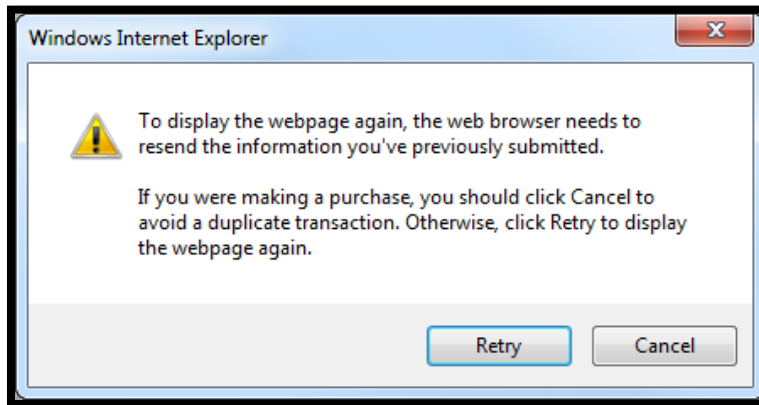 Windows Internet Explorer
To display the webpage again, the web browser needs to
resend the information you've previously submitted.
If you were making a purchase, you should click Cancel to
avoid a duplicate transaction. Otherwise, click Retry to display
the webpage again.
Retry
Cancel